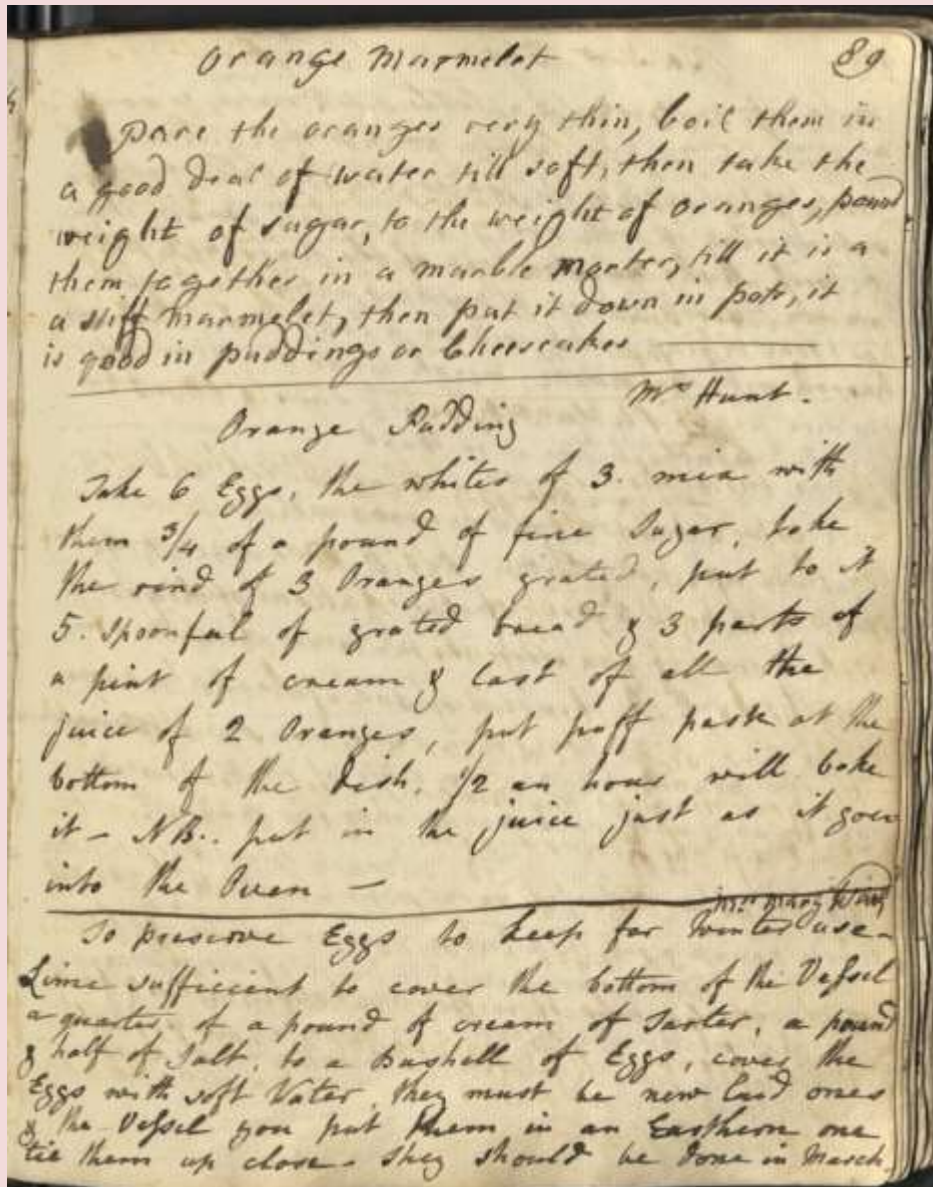 Orange Marmelet 89
Pare the oranges very thin, boil them in
a good deal of water till soft, then take the
weight of sugar, to the weight of oranges, pound
them together in a marble morter, till it is a
a stiff marmelet, then put it down in pots, it
is good in puddings or Cheesecakes
Mrs Hunt.
Orange Pudding
Take 6 Eggs, the whites of 3. mix with
them 3/4 of a pound of fine Sugar, take
the rind of 3 Oranges grated, put to it
5. spoonful of grated bread & 3 parts of
a pint of cream & last of all the
juice of 2 Oranges, put puff paste at the
bottom of the dish. 1/2 an hour will bake
it - NB.. put in the juice just as it goes
into the Oven -
Mrs Mary
To preserve Eggs to keep for Winter use -
Lime sufficient to cover the bottom of the Vessel
a quarter of a pound of cream of Tarter, a pound
& half of Salt, to a Bushell of Eggs, cover the
Eggs with soft Water, they must be new laid ones
& the Vessel you put them in an Earthern one
tie them up close - they should be done in March.